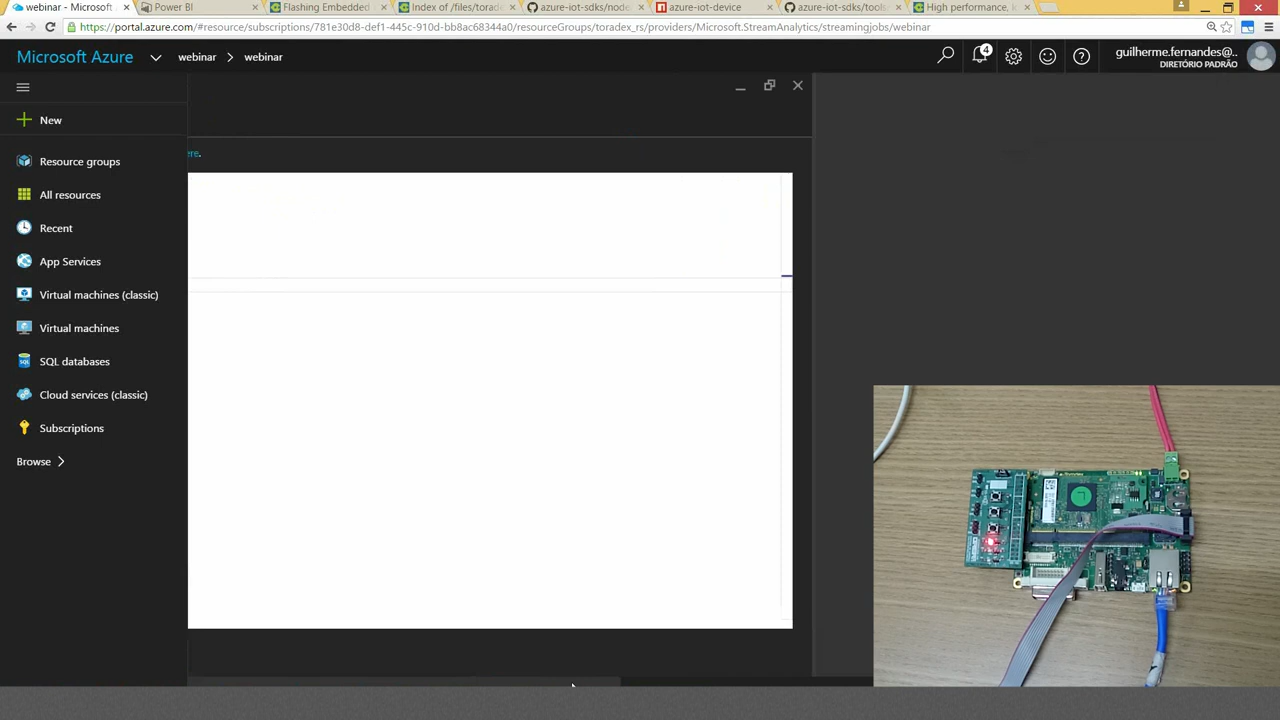 webinar - Microsoft A
Power BI
Flashing Embedded
Index of /files/torade
azure-iot-sdks/node
azure-iot-device
azure-iot-sdks/tools
High performance, l
https://portal.azure.com/#resource/subscriptions/781e30d8-def1-445c-910d-bb8ac68344a0/resourceGroups/toradex_rs/providers/Microsoft.StreamAnalytics/streamingjobs/webinar
Microsoft Azure
webinar
webinar
4
guilherme.fernandes@..
DIRETÓRIO PADRÃO
New
ere.
Resource groups
All resources
Recent
App Services
Virtual machines (classic)
Virtual machines
SQL databases
Cloud services (classic)
Subscriptions
Browse